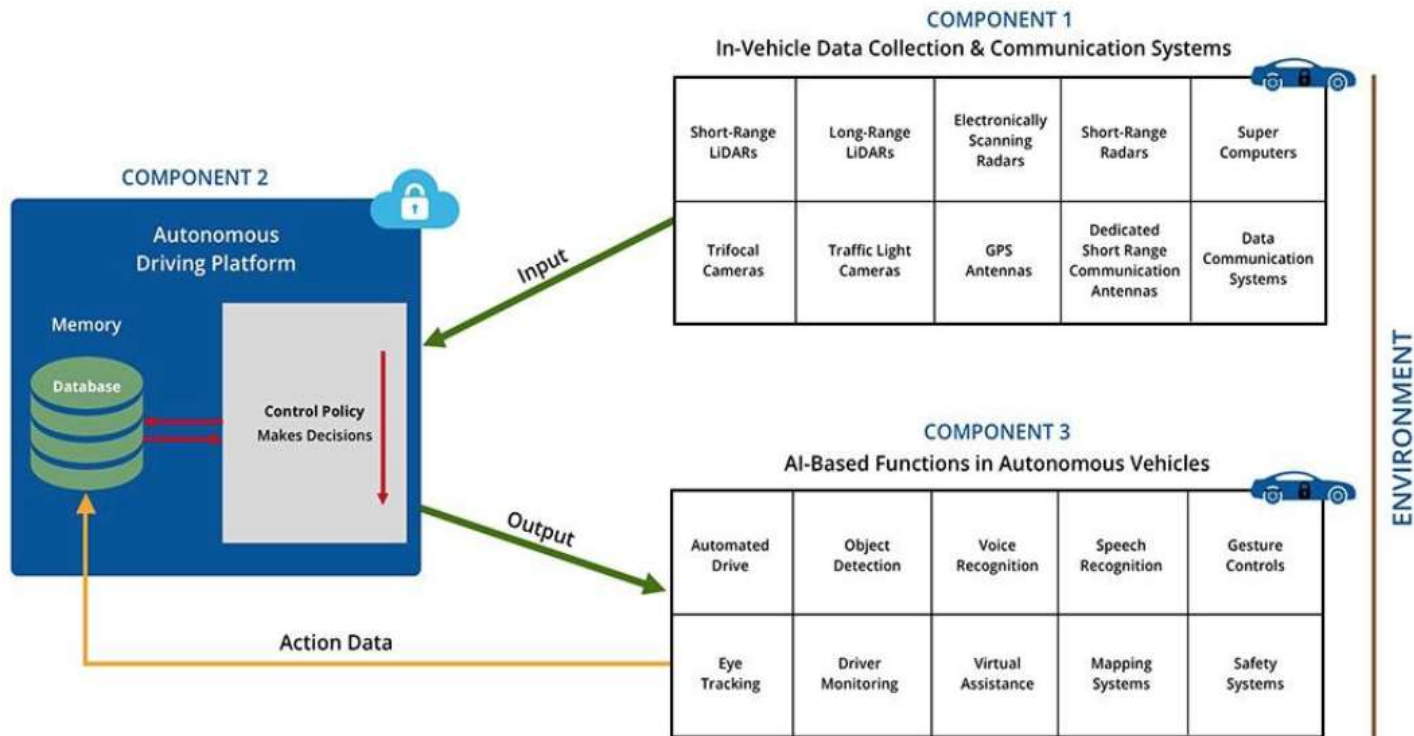 COMPONENT 1
In-Vehicle Data Collection & Communication Systems
Short-Range
LiDARs
Long-Range
LiDARs
Electronically
Scanning
Radars
Short-Range
Radars
Super
Computers
Trifocal
Cameras
Traffic Light
Cameras
GPS
Antennas
Dedicated
Short Range
Communication
Antennas
Data
Communication
Systems
COMPONENT 2
Autonomous
Driving Platform
Memory
Database
Control Policy
Makes Decisions
Input
Output
Action Data
COMPONENT 3
AI-Based Functions in Autonomous Vehicles
Automated
Drive
Object
Detection
Voice
Recognition
Speech
Recognition
Gesture
Controls
Eye
Tracking
Driver
Monitoring
Virtual
Assistance
Mapping
Systems
Safety
Systems
ENVIRONMENT